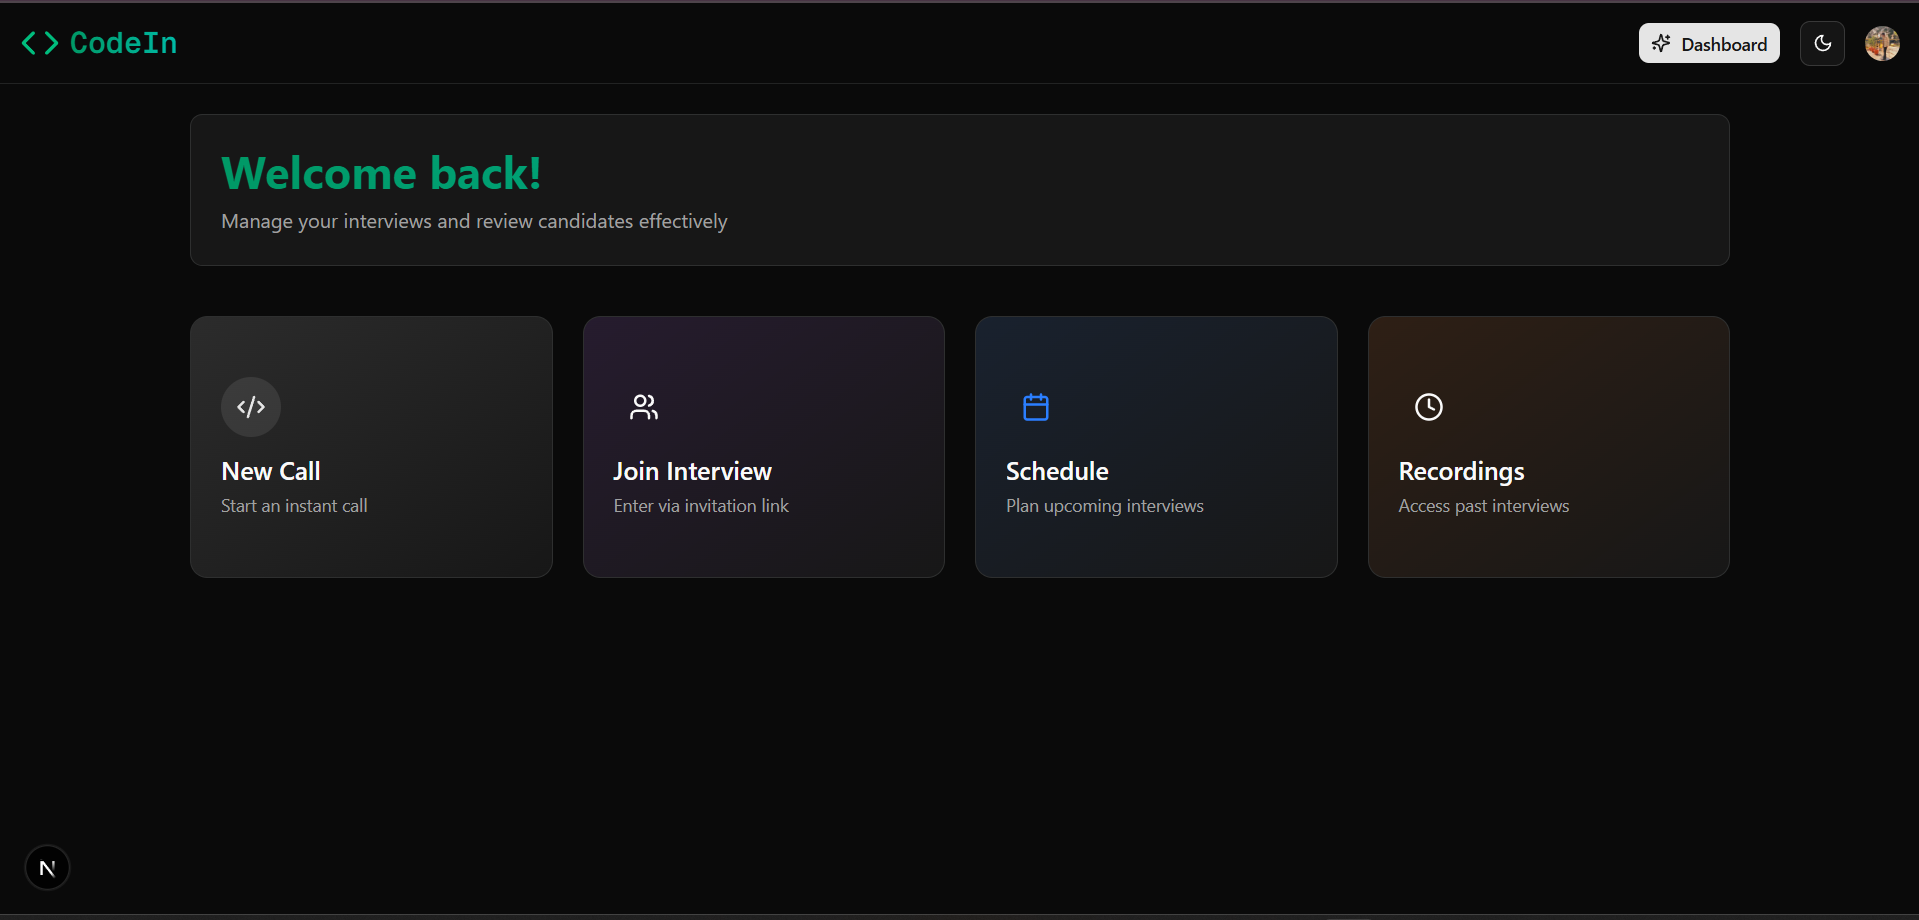 <> CodeIn
Dashboard
Welcome back!
Manage your interviews and review candidates effectively
</>
New Call
Start an instant call
Join Interview
Enter via invitation link
Schedule
Plan upcoming interviews
Recordings
Access past interviews
N